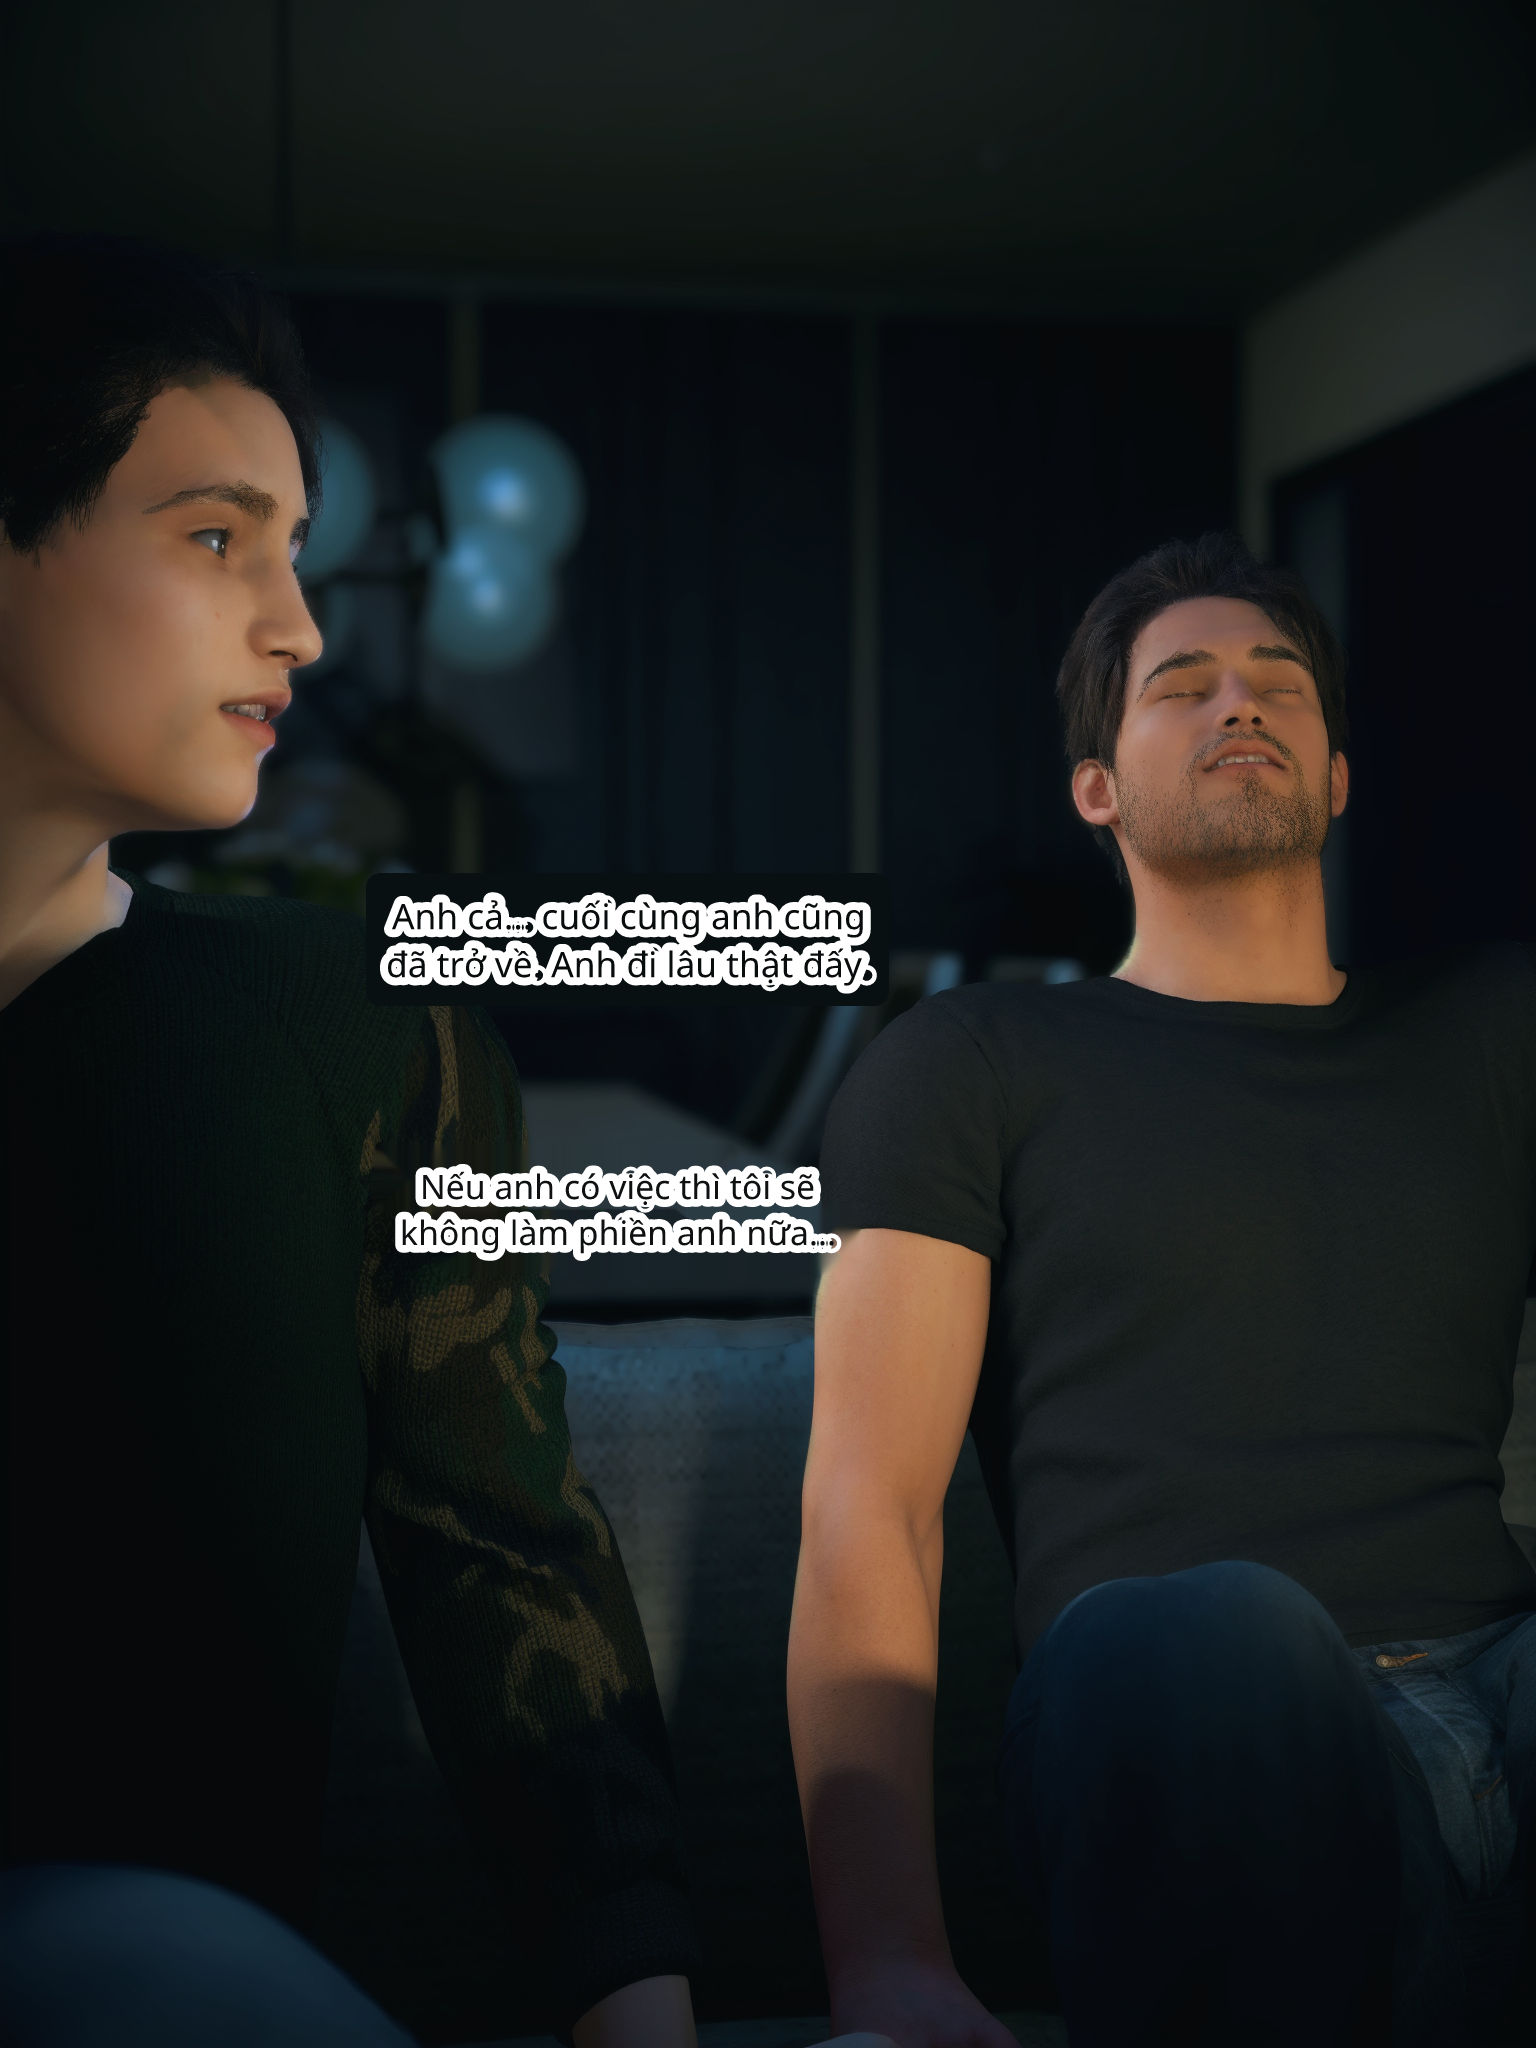 Anh cả... cuối cùng anh cũng
đã trở về. Anh đi lâu thật đấy.
Nếu anh có việc thì tôi sẽ
không làm phiền anh nữa...